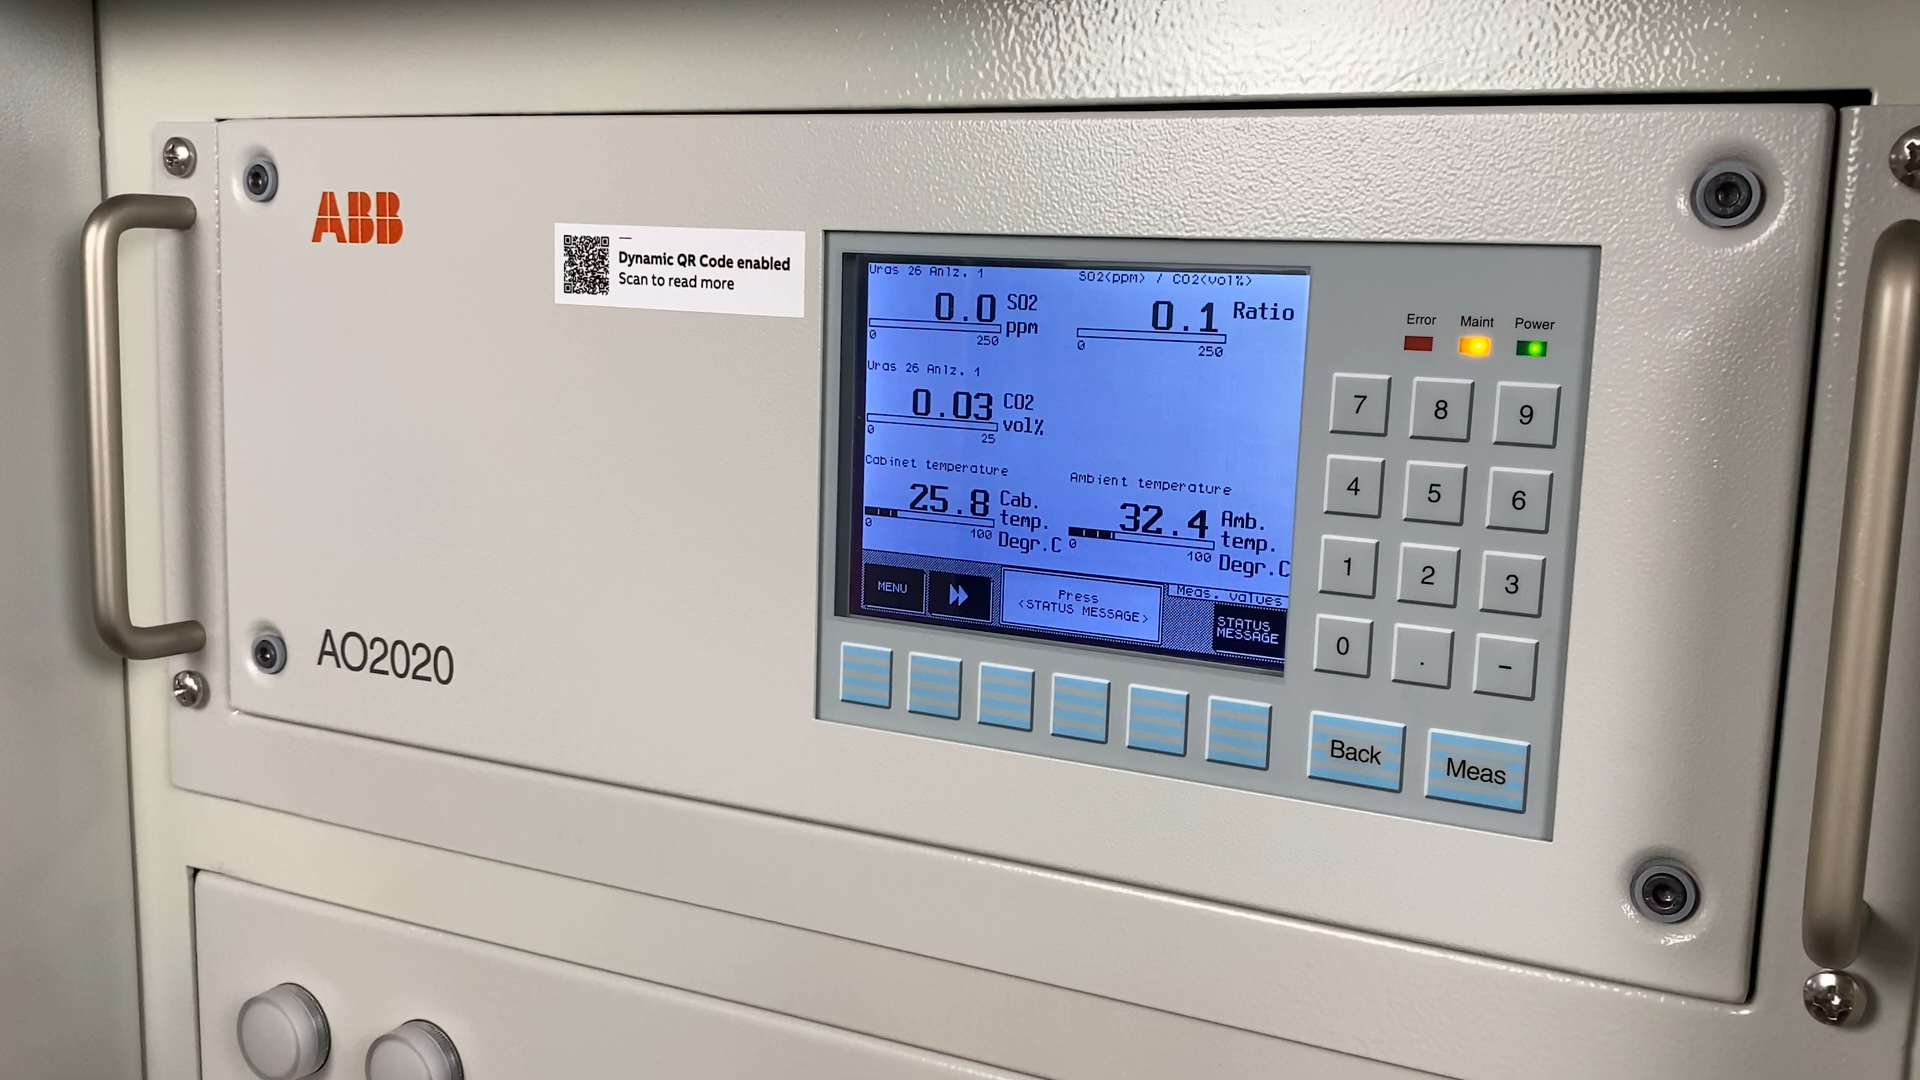 ABB
Dynamic QR Code enabled
Scan to read more
AO2020
Uras 26 Anlz. 1
0.0 SO2
ppm
0 250
SO2(ppm) / CO2(vol%)
0.1 Ratio
0 250
Uras 26 Anlz. 1
0.03 CO2
vol%
0 25
Cabinet temperature
25.8 Cab.
temp.
0 100 Degr.C
Ambient temperature
32.4 Amb.
temp.
0 100 Degr.C
MENU
Press
<STATUS MESSAGE>
Meas. values
STATUS
MESSAGE
Error Maint Power
7 8 9
4 5 6
1 2 3
0 . -
Back Meas